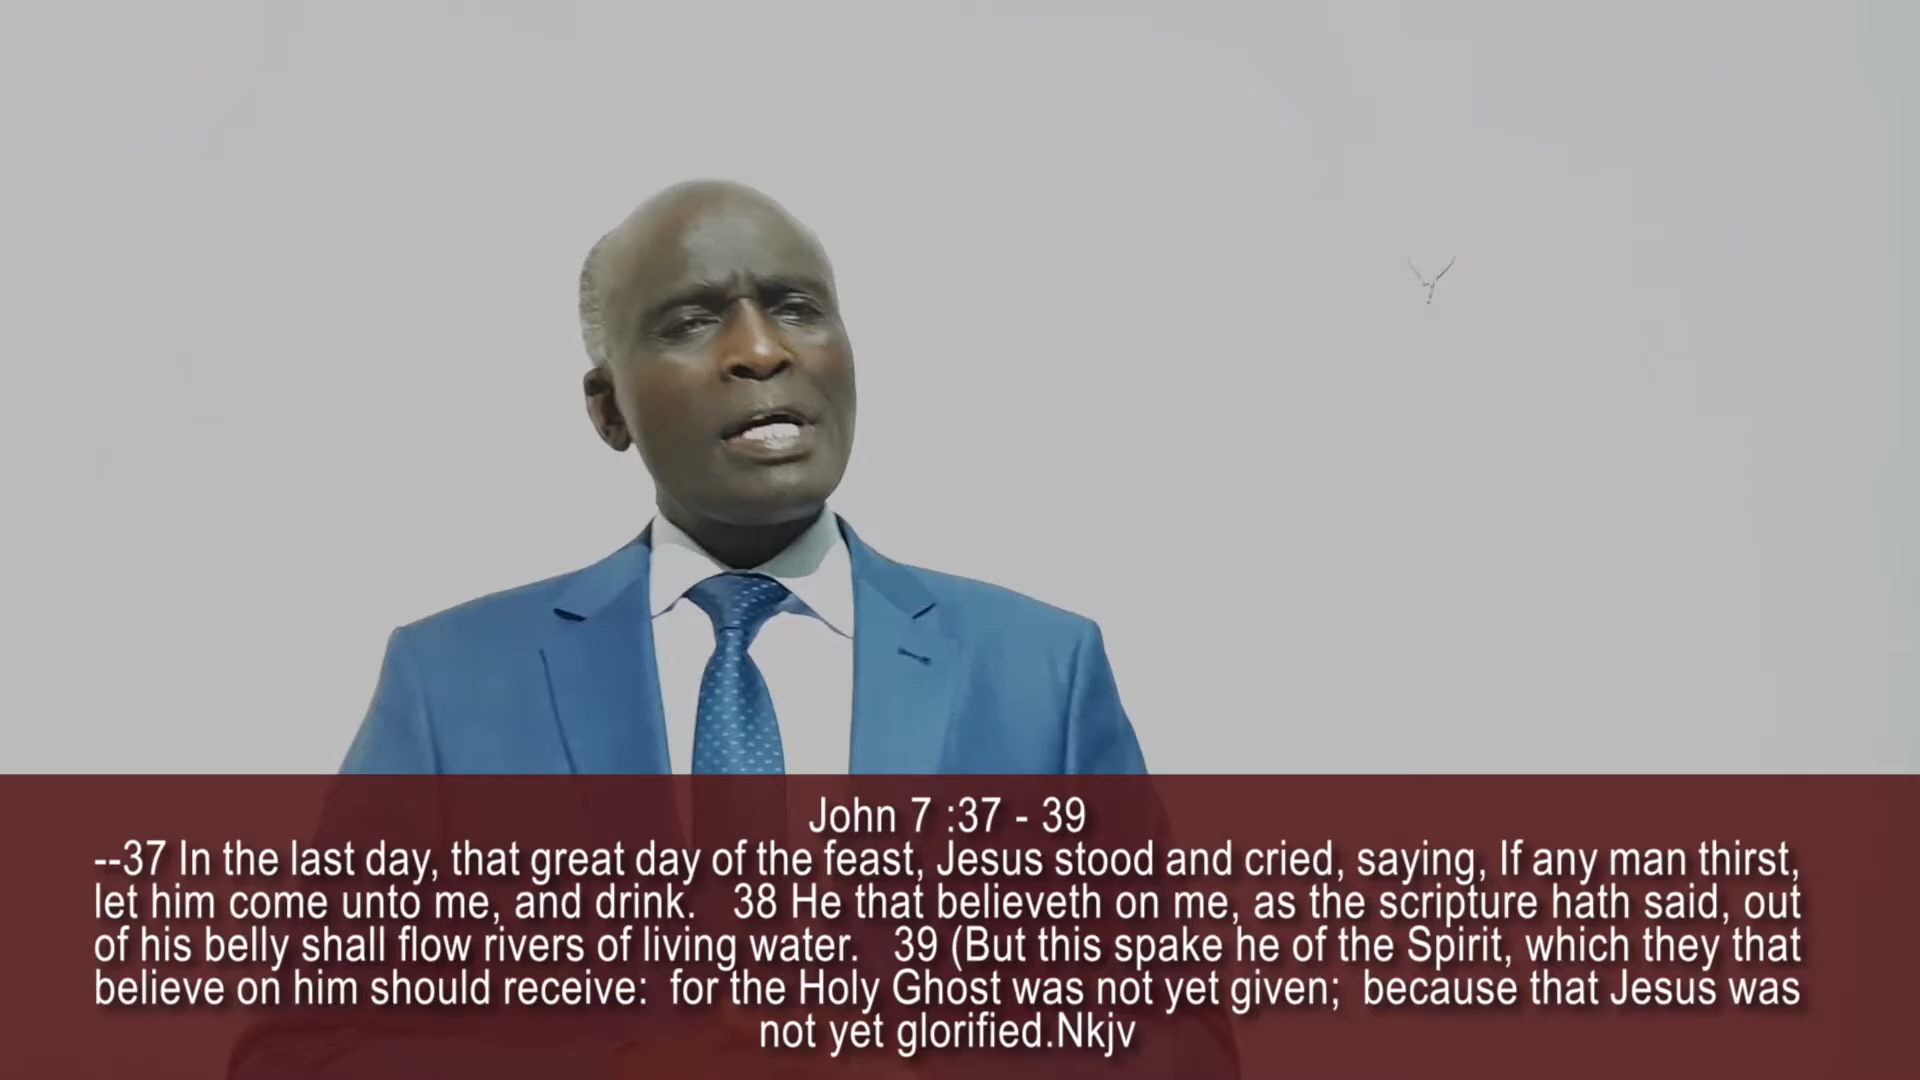 John 7 :37 - 39
--37 In the last day, that great day of the feast, Jesus stood and cried, saying, If any man thirst,
let him come unto me, and drink.   38 He that believeth on me, as the scripture hath said, out
of his belly shall flow rivers of living water.   39 (But this spake he of the Spirit, which they that
believe on him should receive:  for the Holy Ghost was not yet given;  because that Jesus was
not yet glorified.Nkjv